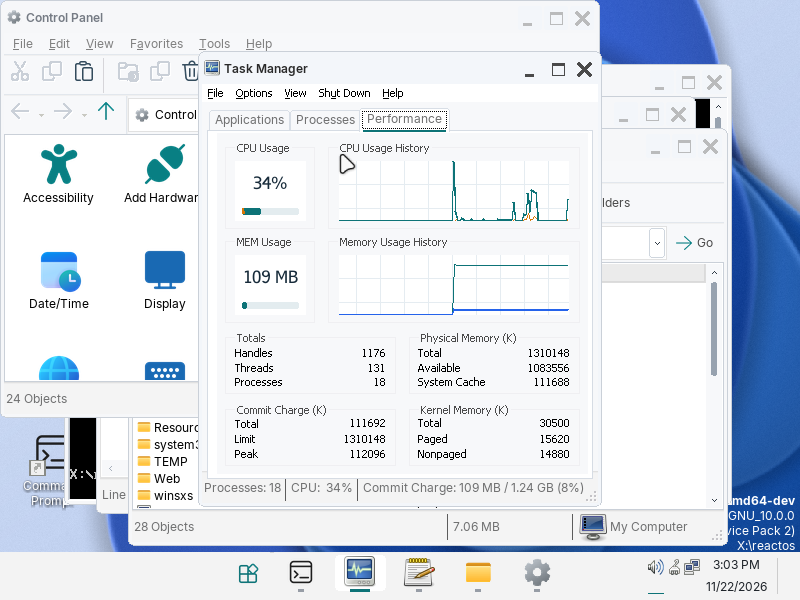 Control Panel
File Edit View Favorites Tools Help
Control
Accessibility
Add Hardwar
Date/Time
Display
24 Objects
Task Manager
File Options View Shut Down Help
Applications Processes Performance
CPU Usage
34%
CPU Usage History
MEM Usage
109 MB
Memory Usage History
Totals
Handles 1176
Threads 131
Processes 18
Physical Memory (K)
Total 1310148
Available 1083556
System Cache 111688
Commit Charge (K)
Total 111692
Limit 1310148
Peak 112096
Kernel Memory (K)
Total 30500
Paged 15620
Nonpaged 14880
Processes: 18 CPU: 34% Commit Charge: 109 MB / 1.24 GB (8%)
lders
Go
Resourc
system3
TEMP
Web
winsxs
28 Objects
7.06 MB
My Computer
Comma
Promp
X:\
Line
md64-dev
GNU_10.0.0
vice Pack 2)
X:\reactos
3:03 PM
11/22/2026